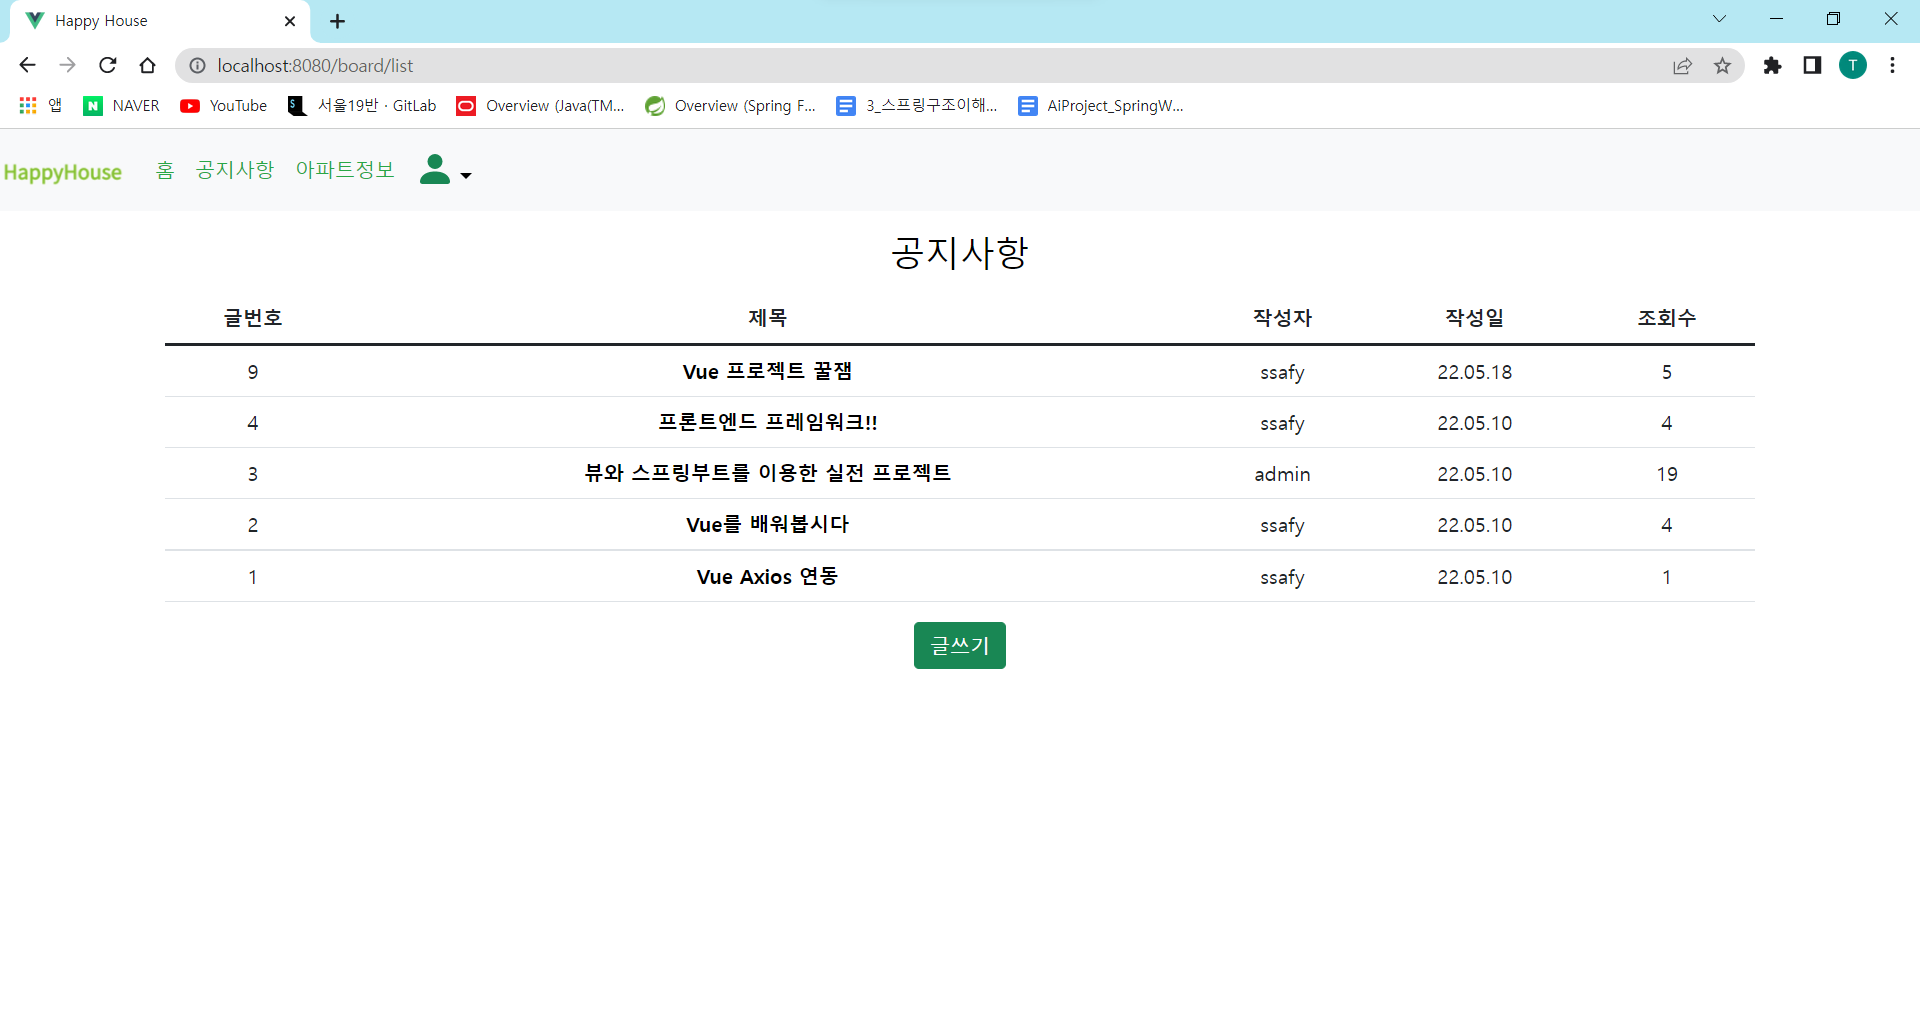 Happy House
localhost:8080/board/list
T
앱 NAVER YouTube 서울19반 · GitLab Overview (Java(TM... Overview (Spring F... 3_스프링구조이해... AiProject_SpringW...
HappyHouse 홈 공지사항 아파트정보
공지사항
글번호 제목 작성자 작성일 조회수
9 Vue 프로젝트 꿀잼 ssafy 22.05.18 5
4 프론트엔드 프레임워크!! ssafy 22.05.10 4
3 뷰와 스프링부트를 이용한 실전 프로젝트 admin 22.05.10 19
2 Vue를 배워봅시다 ssafy 22.05.10 4
1 Vue Axios 연동 ssafy 22.05.10 1
글쓰기